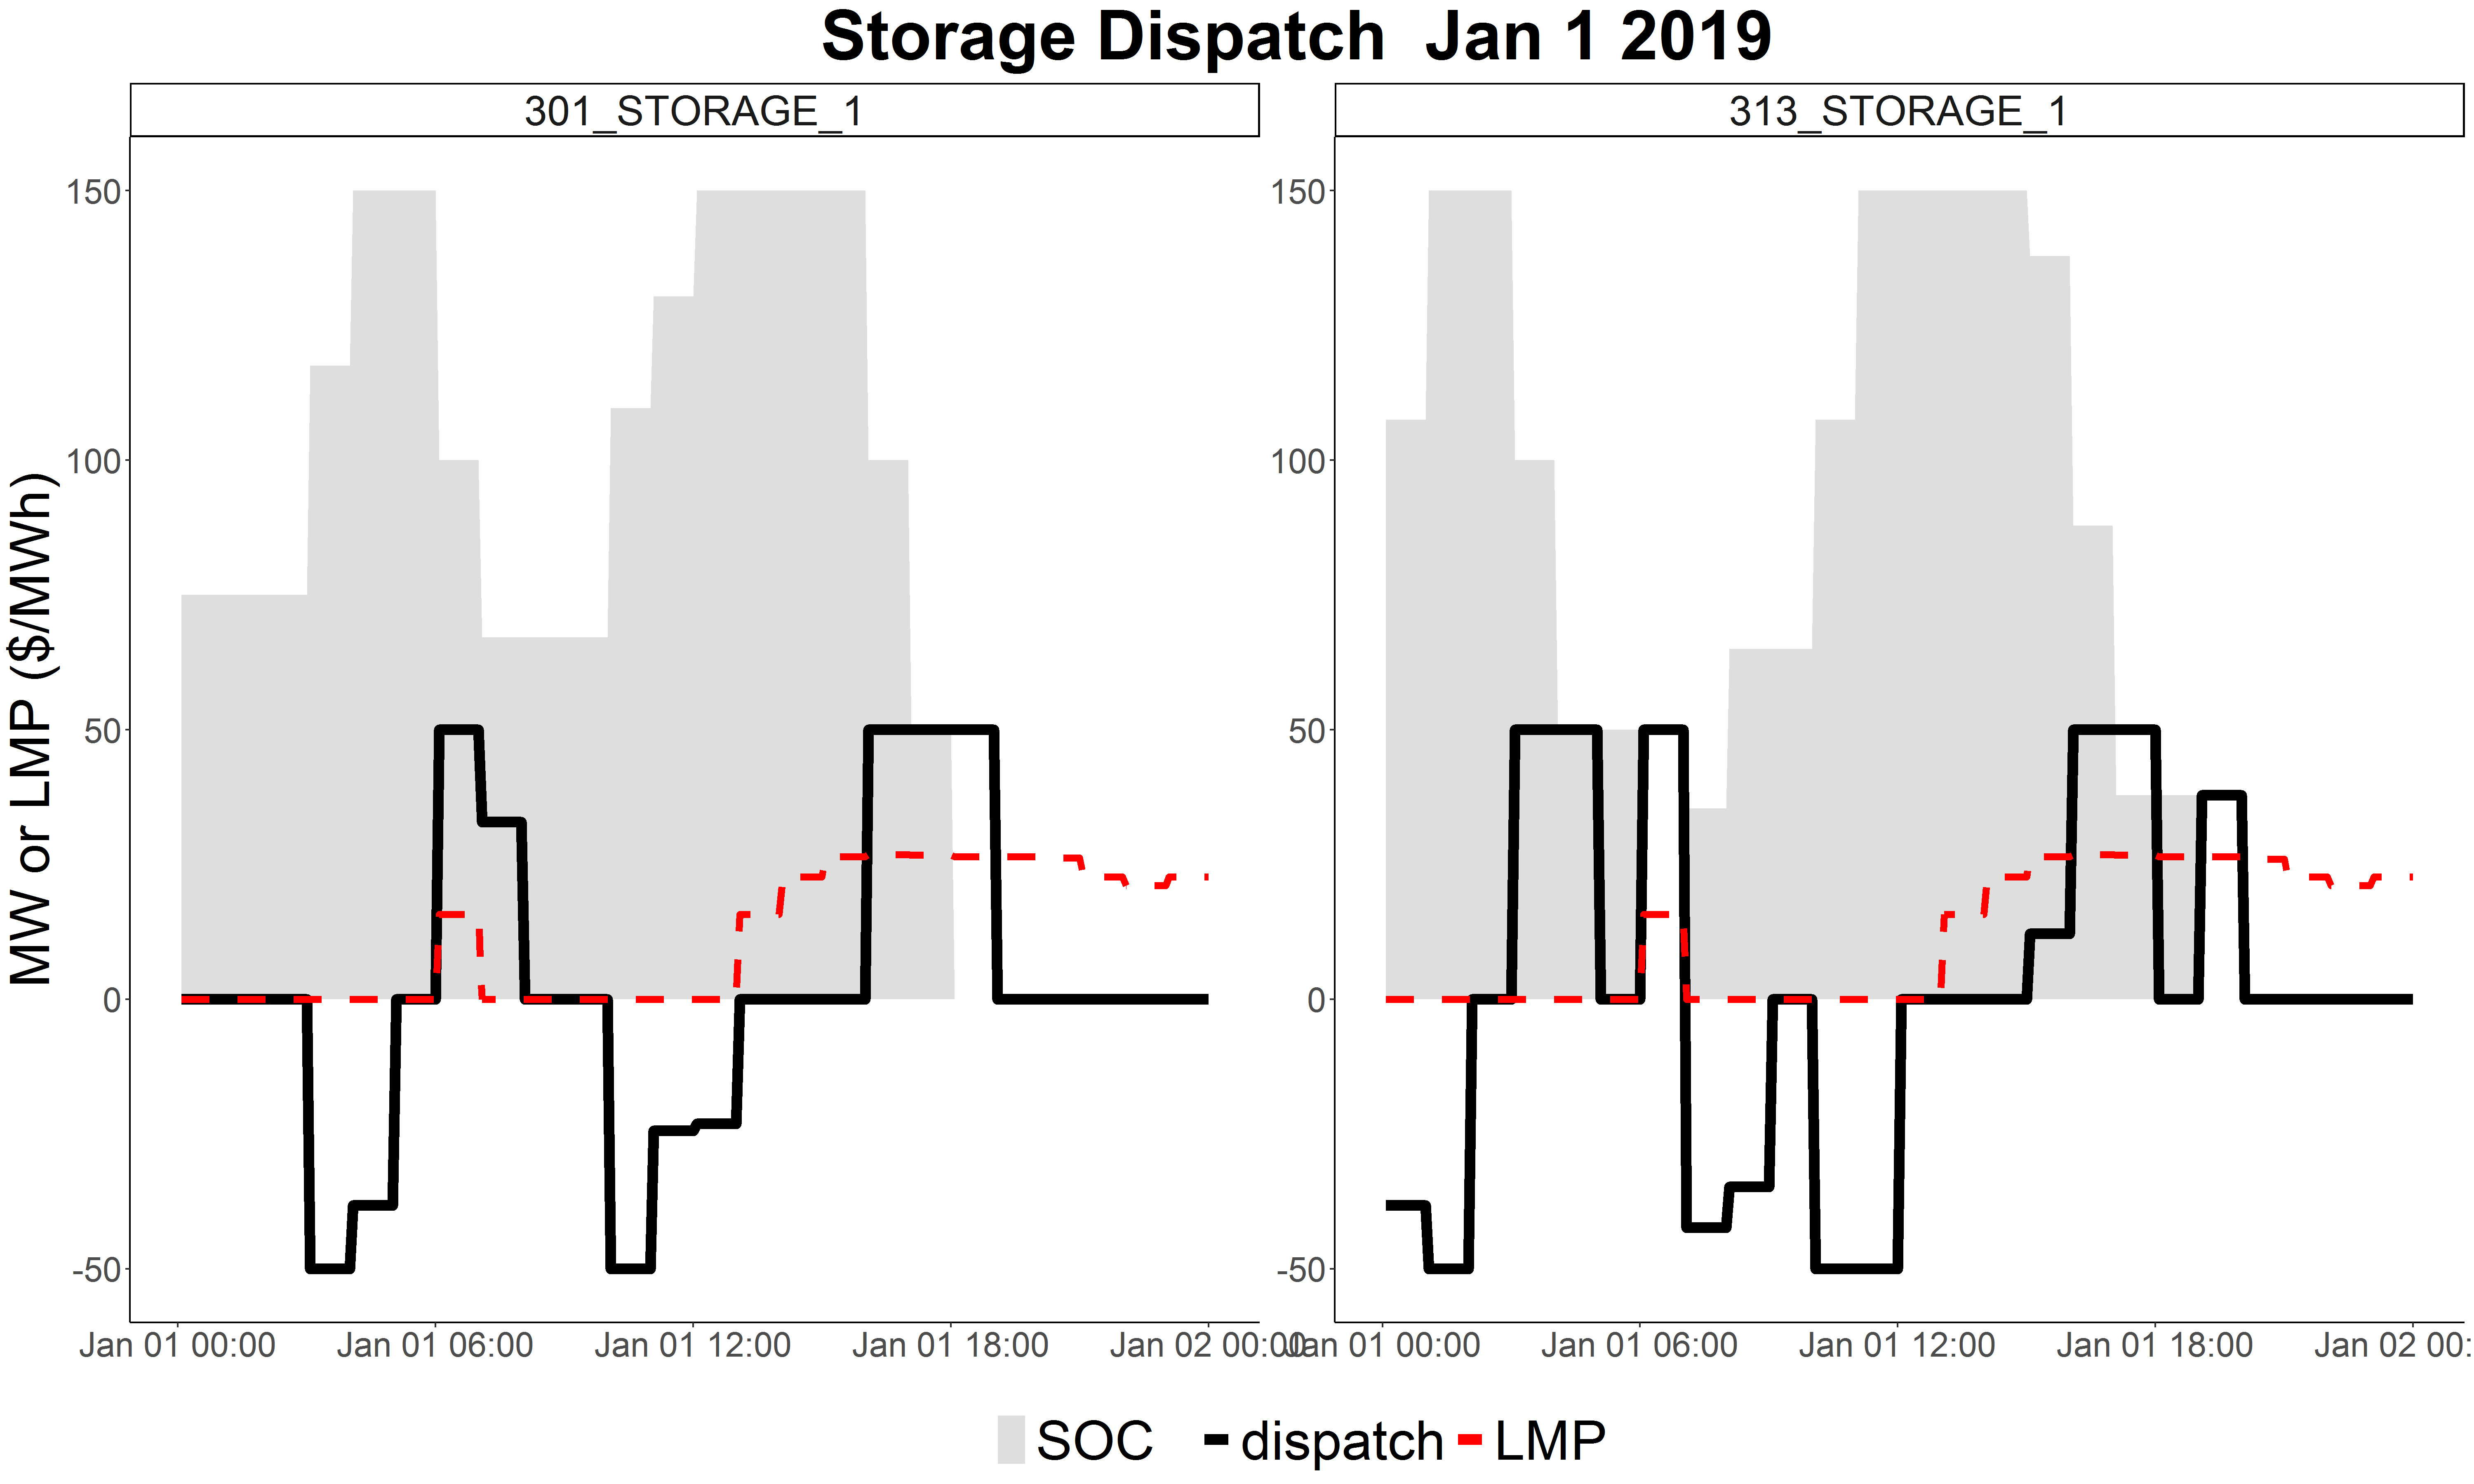 Storage Dispatch  Jan 1 2019
301_STORAGE_1
313_STORAGE_1
MW or LMP ($/MWh)
150
100
50
0
-50
150
100
50
0
-50
Jan 01 00:00
Jan 01 06:00
Jan 01 12:00
Jan 01 18:00
Jan 02 00:00
Jan 01 00:00
Jan 01 06:00
Jan 01 12:00
Jan 01 18:00
Jan 02 00:
SOC
dispatch
LMP